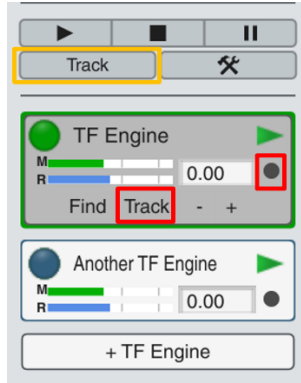 Track
TF Engine
M
R
0.00
Find Track - +
Another TF Engine
M
R
0.00
+ TF Engine